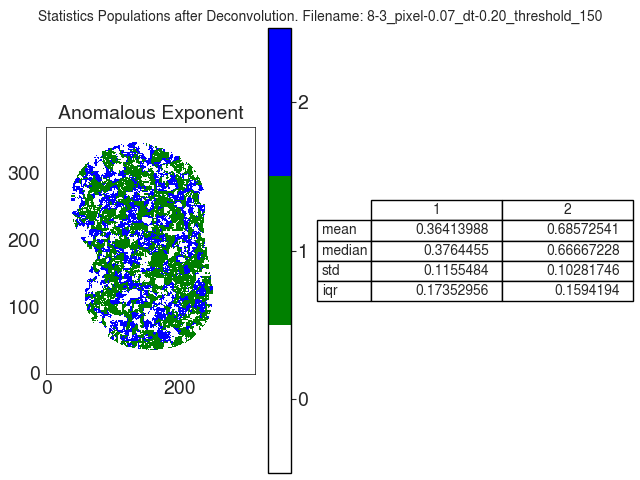 Statistics Populations after Deconvolution. Filename: 8-3_pixel-0.07_dt-0.20_threshold_150
Anomalous Exponent
300
200
100
0
0 200
2
1
0
1 2
mean 0.36413988 0.68572541
median 0.3764455 0.66667228
std 0.1155484 0.10281746
iqr 0.17352956 0.1594194